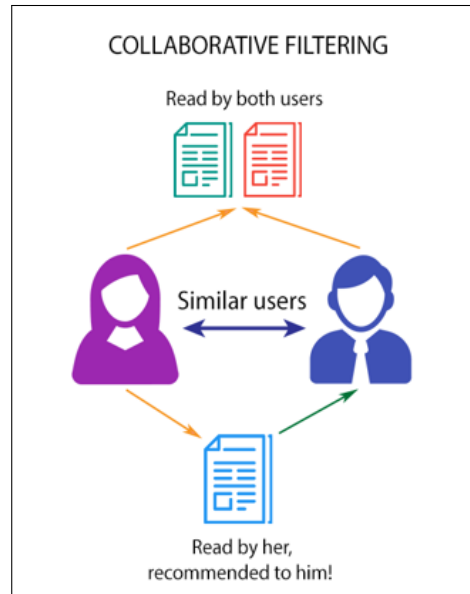 COLLABORATIVE FILTERING
Read by both users
Similar users
Read by her,
recommended to him!